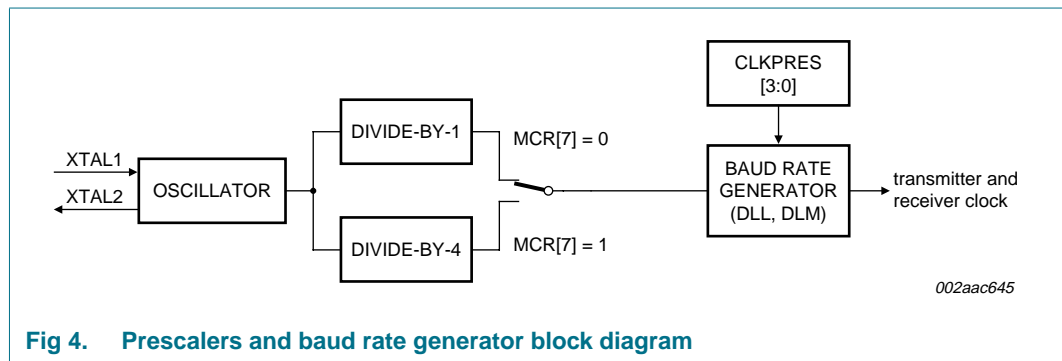 XTAL1
XTAL2
OSCILLATOR
DIVIDE-BY-1
DIVIDE-BY-4
MCR[7] = 0
MCR[7] = 1
CLKPRES
[3:0]
BAUD RATE
GENERATOR
(DLL, DLM)
transmitter and
receiver clock
002aac645
Fig 4. Prescalers and baud rate generator block diagram